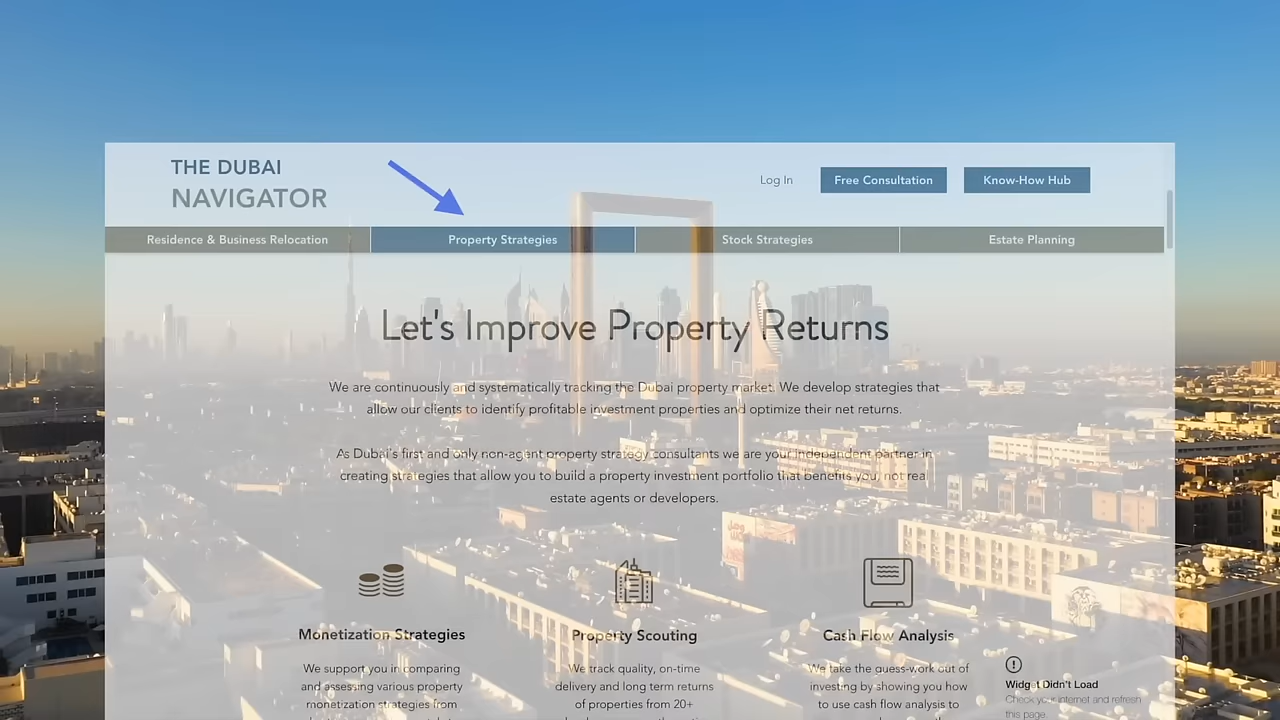 THE DUBAI
NAVIGATOR
Log In
Free Consultation
Know-How Hub
Residence & Business Relocation
Property Strategies
Stock Strategies
Estate Planning
Let's Improve Property Returns
We are continuously and systematically tracking the Dubai property market. We develop strategies that
allow our clients to identify profitable investment properties and optimize their net returns.
As Dubai's first and only non-agent property strategy consultants we are your independent partner in
creating strategies that allow you to build a property investment portfolio that benefits you, not real
estate agents or developers.
Monetization Strategies
We support you in comparing
and assessing various property
monetization strategies from
Property Scouting
We track quality, on-time
delivery and long term returns
of properties from 20+
Cash Flow Analysis
We take the guess-work out of
investing by showing you how
to use cash flow analysis to
Widget Didn't Load
Check your internet and refresh
this page.